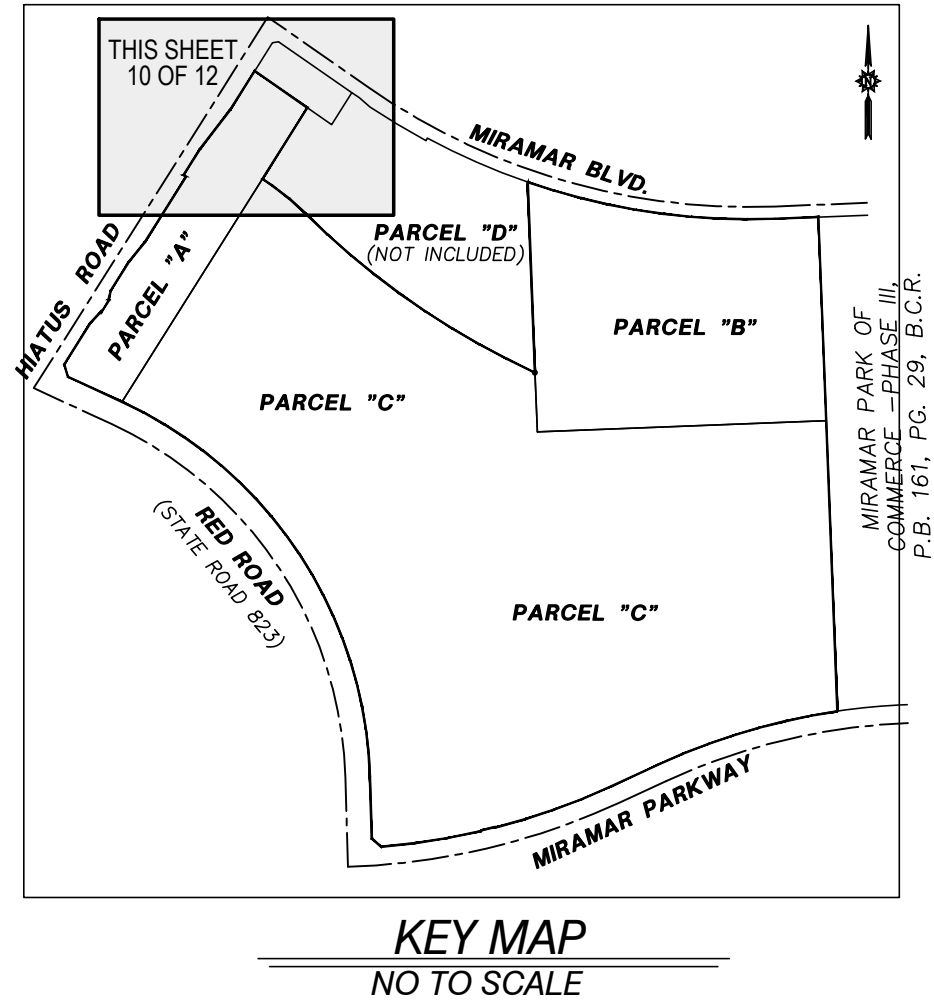 THIS SHEET
10 OF 12
N
MIRAMAR BLVD.
HIATUS ROAD
PARCEL "A"
PARCEL "D"
(NOT INCLUDED)
PARCEL "B"
PARCEL "C"
MIRAMAR PARK OF
COMMERCE -PHASE III,
P.B. 161, PG. 29, B.C.R.
RED ROAD
(STATE ROAD 823)
PARCEL "C"
MIRAMAR PARKWAY
KEY MAP
NO TO SCALE